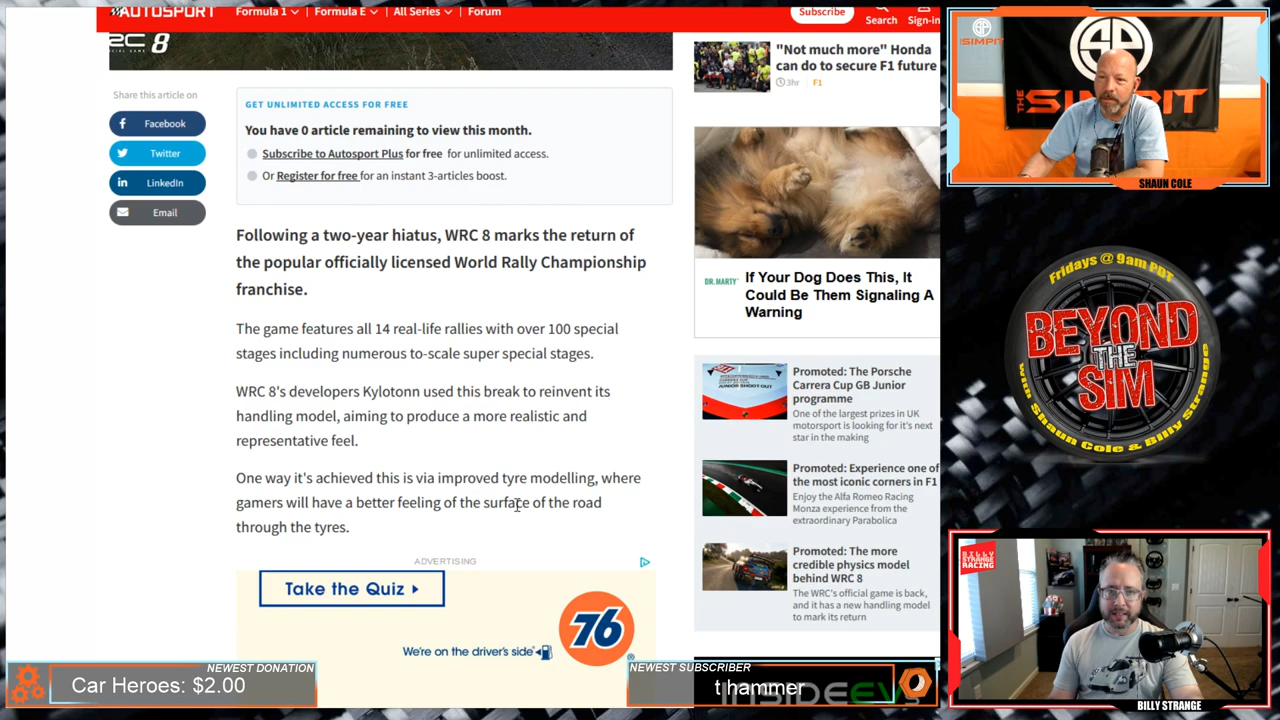 AUTOSPORT
Formula 1
Formula E
All Series
Forum
Subscribe
Search
Sign-in
RC 8
Share this article on
Facebook
Twitter
LinkedIn
Email
GET UNLIMITED ACCESS FOR FREE
You have 0 article remaining to view this month.
Subscribe to Autosport Plus for free for unlimited access.
Or Register for free for an instant 3-articles boost.
Following a two-year hiatus, WRC 8 marks the return of
the popular officially licensed World Rally Championship
franchise.
The game features all 14 real-life rallies with over 100 special
stages including numerous to-scale super special stages.
WRC 8's developers Kylotonn used this break to reinvent its
handling model, aiming to produce a more realistic and
representative feel.
One way it's achieved this is via improved tyre modelling, where
gamers will have a better feeling of the surface of the road
through the tyres.
ADVERTISING
Take the Quiz
76
We're on the driver's side
"Not much more" Honda
can do to secure F1 future
3hr
F1
DR.MARTY
If Your Dog Does This, It
Could Be Them Signaling A
Warning
Promoted: The Porsche
Carrera Cup GB Junior
programme
One of the largest prizes in UK
motorsport is looking for it's next
star in the making
Promoted: Experience one of
the most iconic corners in F1
Enjoy the Alfa Romeo Racing
Monza experience from the
extraordinary Parabolica
Promoted: The more
credible physics model
behind WRC 8
The WRC's official game is back,
and it has a new handling model
to mark its return
INSIDEEVs
NEWEST DONATION
Car Heroes: $2.00
NEWEST SUBSCRIBER
t hammer
THE SIMPIT
SP
THE SIMPIT
SHAUN COLE
Fridays @ 9am PDT
BEYOND
THE
SIM
With Shaun Cole & Billy Strange
BILLY
STRANGE
RACING
BILLY STRANGE